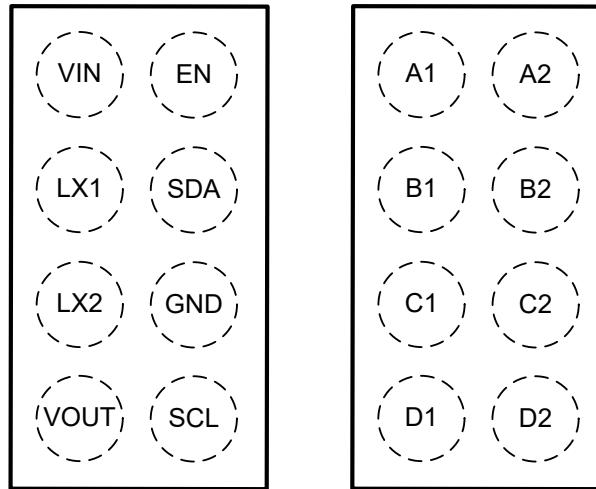 VIN EN
LX1 SDA
LX2 GND
VOUT SCL
A1 A2
B1 B2
C1 C2
D1 D2